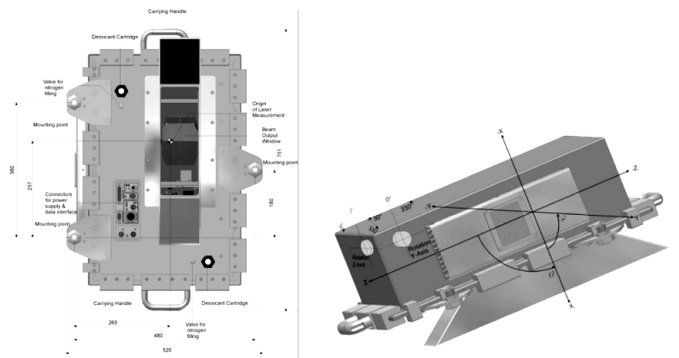 Carrying Handle
Dessicant Cartridge
Valve for
nitrogen
filling
Mounting point
Origin
of Laser
Measurement
Beam
Output
Window
Mounting point
751
360
257
180
Connectors
for power
supply &
data interface
Mounting point
Carrying Handle
Dessicant Cartridge
Valve for
nitrogen
filling
265
480
520
-X
-Z
0°
30°
330°
Rotation
Z-Axis
Rotation
Y-Axis
Z
X